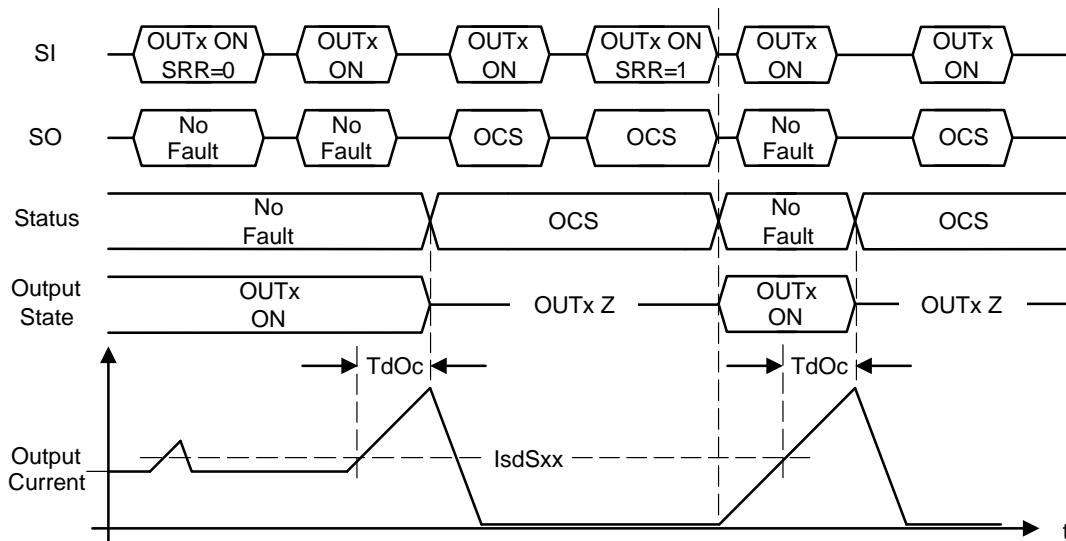 SI
OUTx ON
SRR=0
OUTx
ON
OUTx
ON
OUTx ON
SRR=1
OUTx
ON
OUTx
ON
SO
No
Fault
No
Fault
OCS
OCS
No
Fault
OCS
Status
No
Fault
OCS
No
Fault
OCS
Output
State
OUTx
ON
OUTx Z
OUTx
ON
OUTx Z
TdOc
TdOc
Output
Current
IsdSxx
t